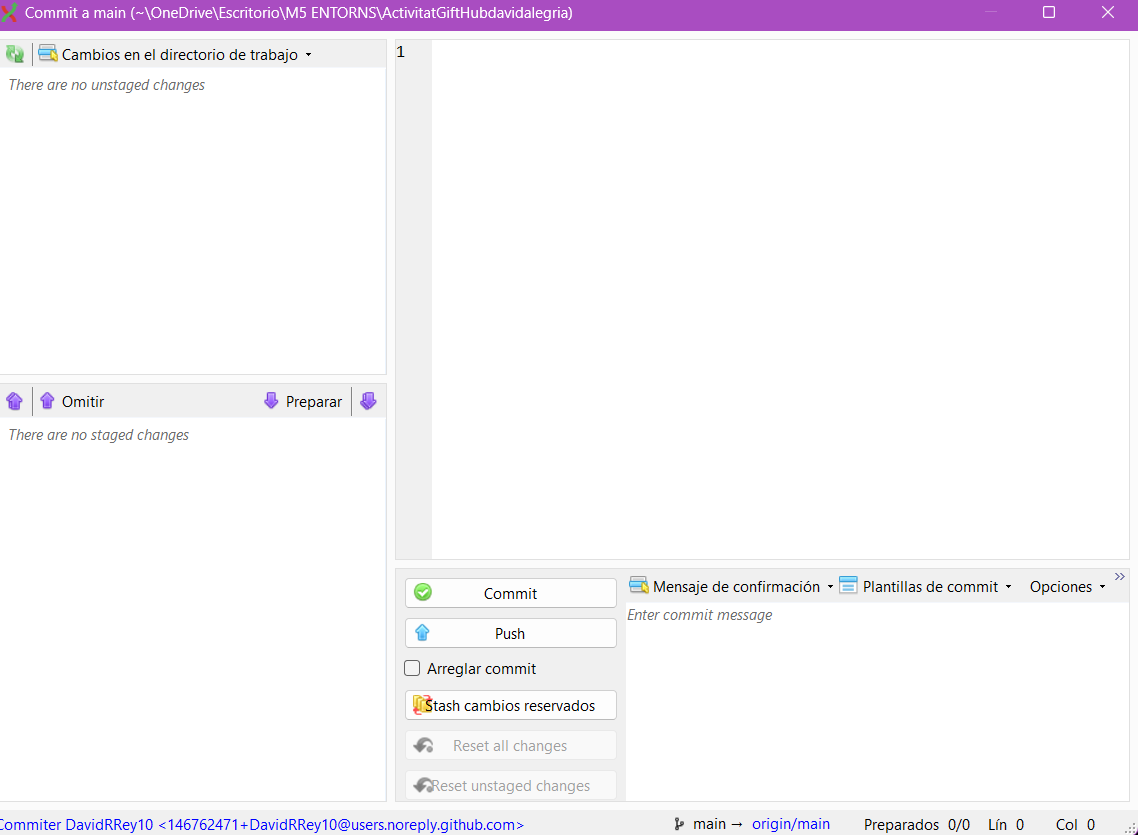 Commit a main (~\OneDrive\Escritorio\M5 ENTORNS\ActivitatGiftHubdavidalegria)
Cambios en el directorio de trabajo
There are no unstaged changes
1
Omitir
Preparar
There are no staged changes
Commit
Push
Arreglar commit
Stash cambios reservados
Reset all changes
Reset unstaged changes
Mensaje de confirmación
Plantillas de commit
Opciones
»
Enter commit message
Commiter DavidRRey10 <146762471+DavidRRey10@users.noreply.github.com>
main → origin/main
Preparados 0/0
Lín 0
Col 0